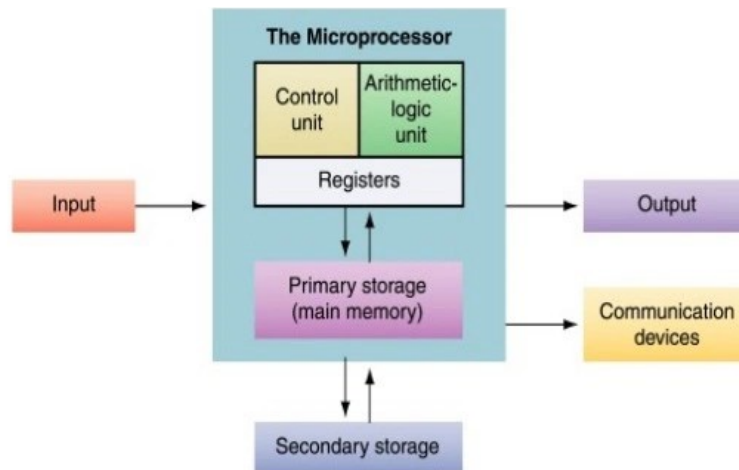 The Microprocessor
Control
unit
Arithmetic-
logic
unit
Registers
Input
Output
Primary storage
(main memory)
Communication
devices
Secondary storage